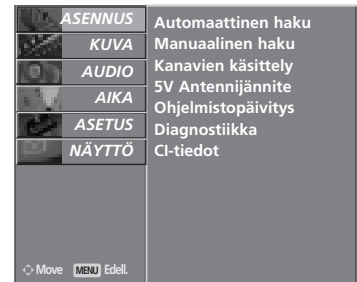 ASENNUS
KUVA
AUDIO
AIKA
ASETUS
NÄYTTÖ
Automaattinen haku
Manuaalinen haku
Kanavien käsittely
5V Antennijännite
Ohjelmistopäivitys
Diagnostiikka
CI-tiedot
Move MENU Edell.